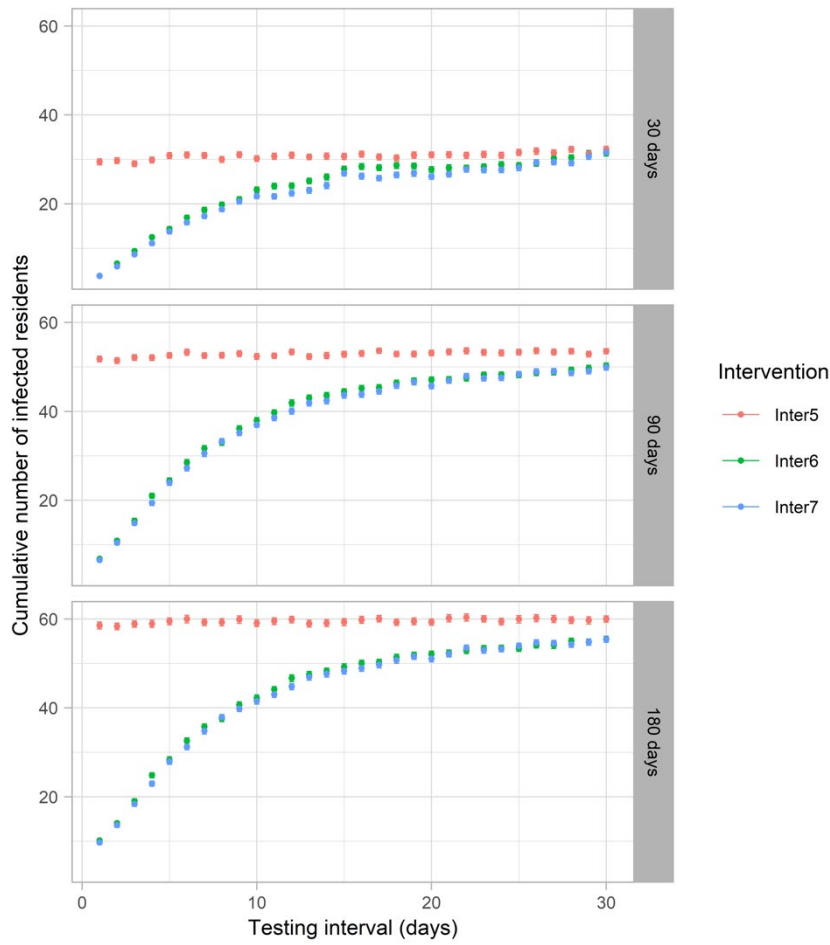 Cumulative number of infected residents
60
40
20
30 days
60
40
20
90 days
60
40
20
180 days
0
10
20
30
Testing interval (days)
Intervention
Inter5
Inter6
Inter7